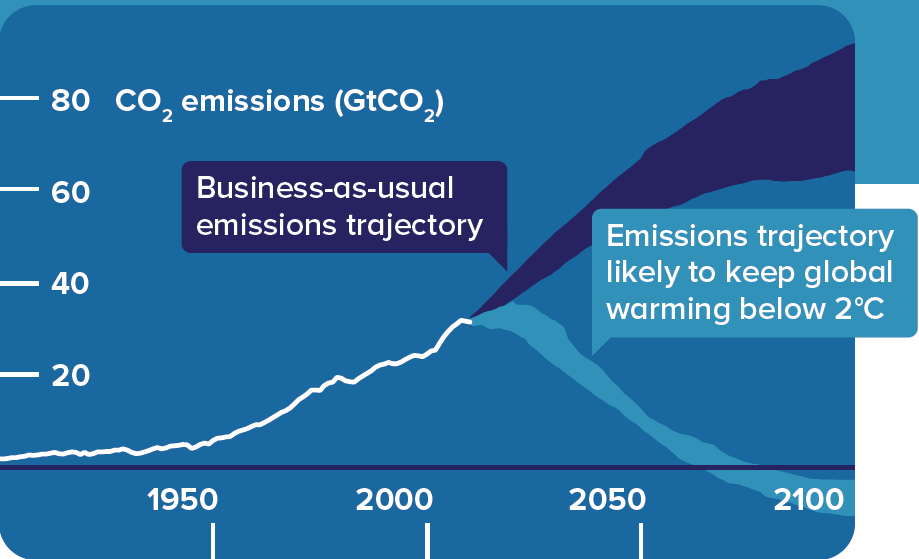 80 CO₂ emissions (GtCO₂)
60
Business-as-usual
emissions trajectory
Emissions trajectory
likely to keep global
warming below 2°C
40
20
1950 2000 2050 2100